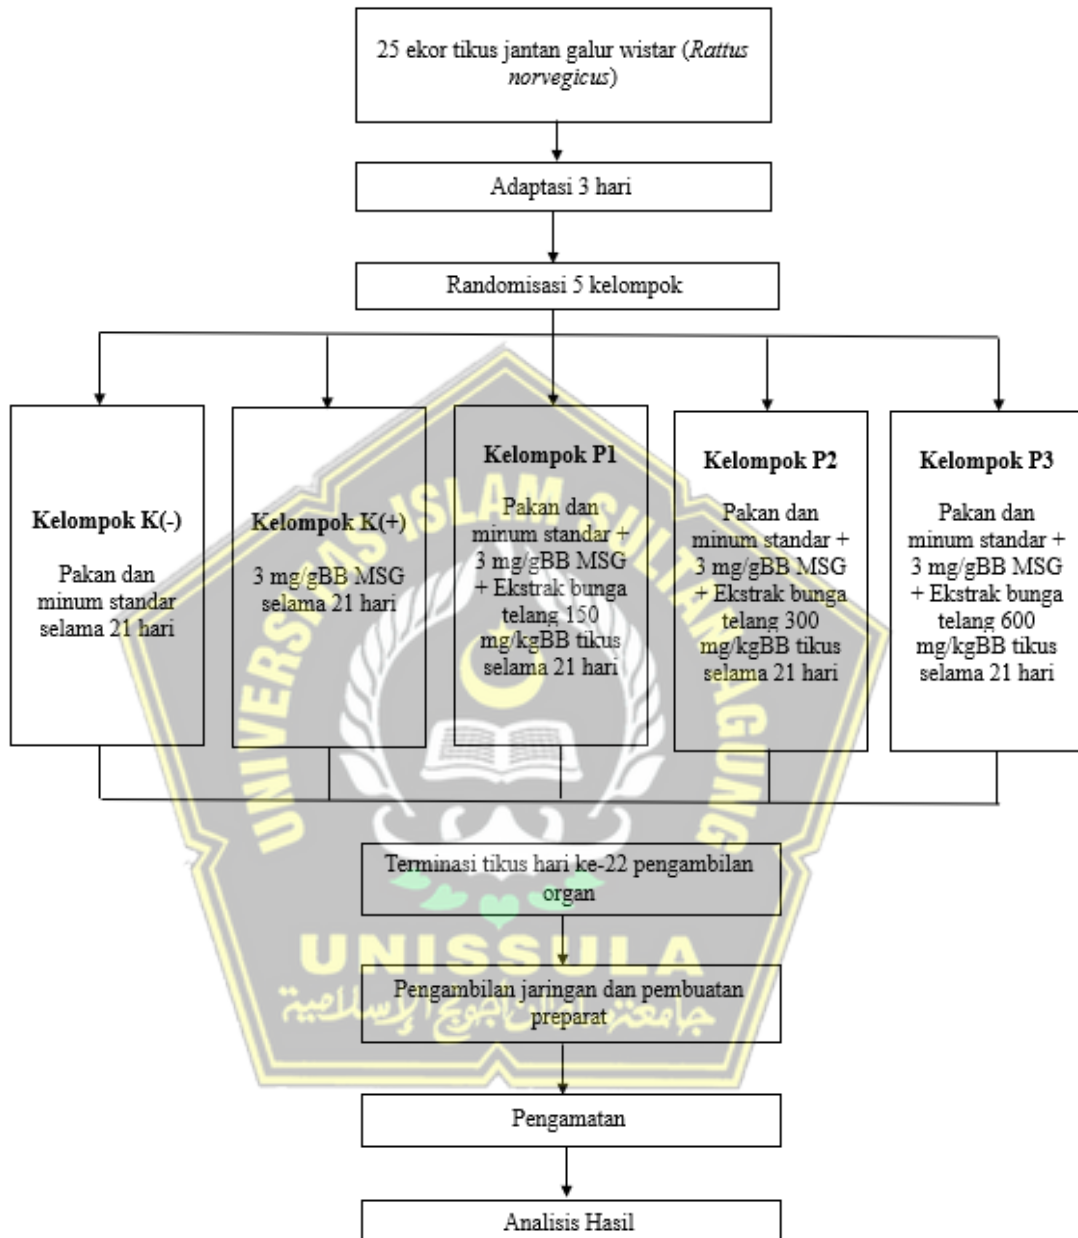 25 ekor tikus jantan galur wistar (Rattus
norvegicus)
Adaptasi 3 hari
Randomisasi 5 kelompok
Kelompok K(-)
Pakan dan
minum standar
selama 21 hari
Kelompok K(+)
3 mg/gBB MSG
selama 21 hari
Kelompok P1
Pakan dan
minum standar +
3 mg/gBB MSG
+ Ekstrak bunga
telang 150
mg/kgBB tikus
selama 21 hari
Kelompok P2
Pakan dan
minum standar +
3 mg/gBB MSG
+ Ekstrak bunga
telang 300
mg/kgBB tikus
selama 21 hari
Kelompok P3
Pakan dan
minum standar +
3 mg/gBB MSG
+ Ekstrak bunga
telang 600
mg/kgBB tikus
selama 21 hari
UNIVERSITAS ISLAM SULTAN AGUNG
Terminasi tikus hari ke-22 pengambilan
organ
UNISSULA
Pengambilan jaringan dan pembuatan
preparat
جامعة الإسلامية
Pengamatan
Analisis Hasil